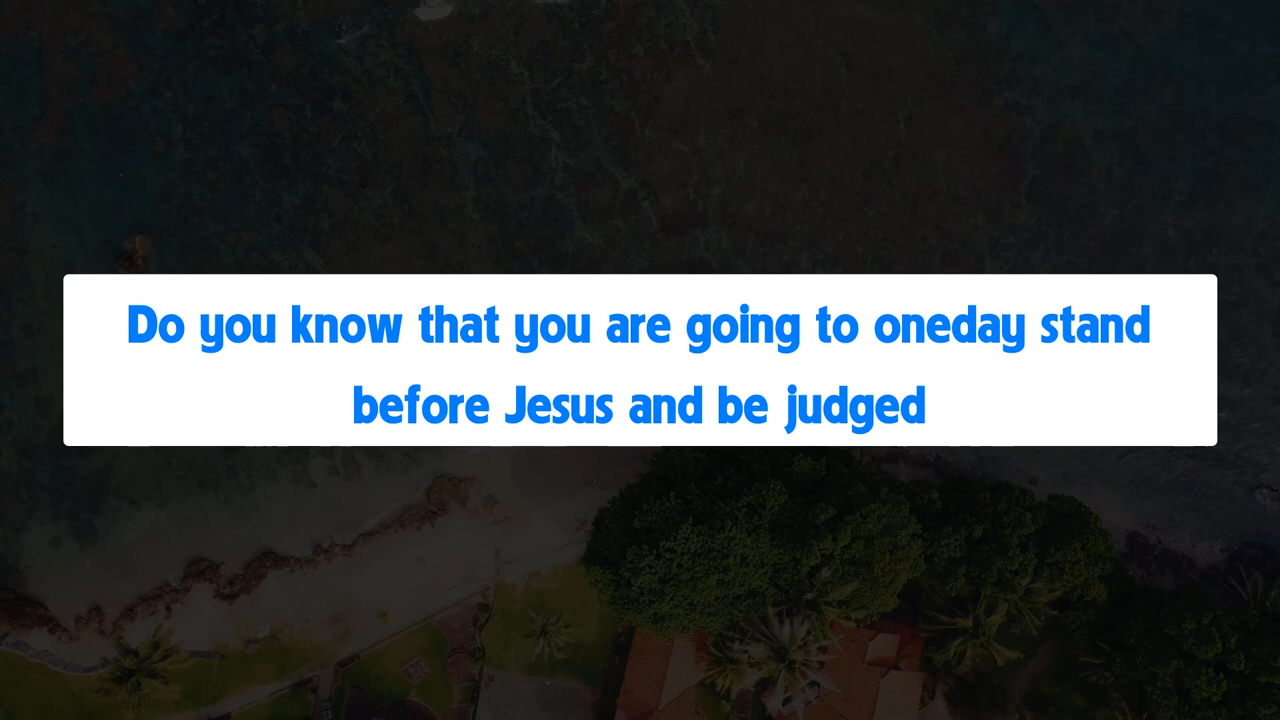 Do you know that you are going to oneday stand
before Jesus and be judged